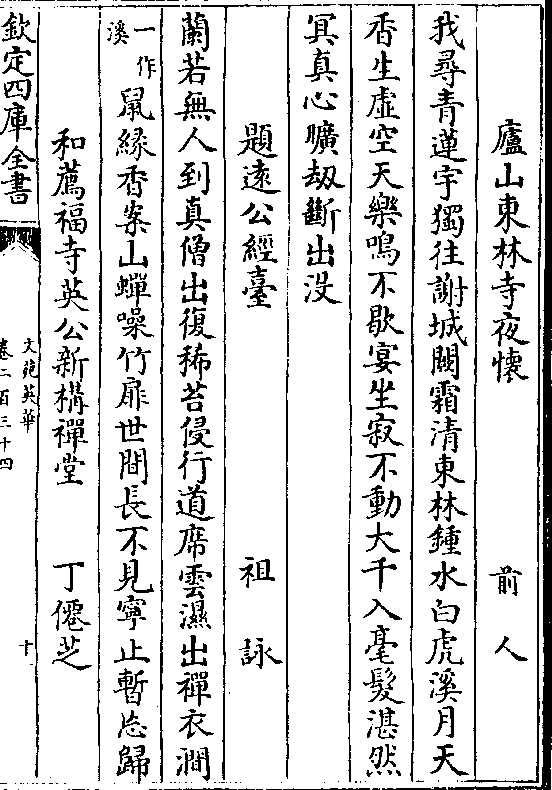 廬山東林寺夜懷 前人
我尋青蓮宇獨往謝城闕霜清東林鍾水白虎溪月天
香生虛空天樂鳴不歇宴坐寂不動大千入毫髮湛然
冥真心曠劫斷出没
題遠公經臺 祖詠
蘭若無人到真僧出復稀苔侵行道席雲濕出禪衣澗
一作溪鼠緣香案山蟬噪竹扉世間長不見寧止暫忘歸
和薦福寺英公新構禪堂 丁僊芝
欽定四庫全書
文苑英華
卷二百三十四
十